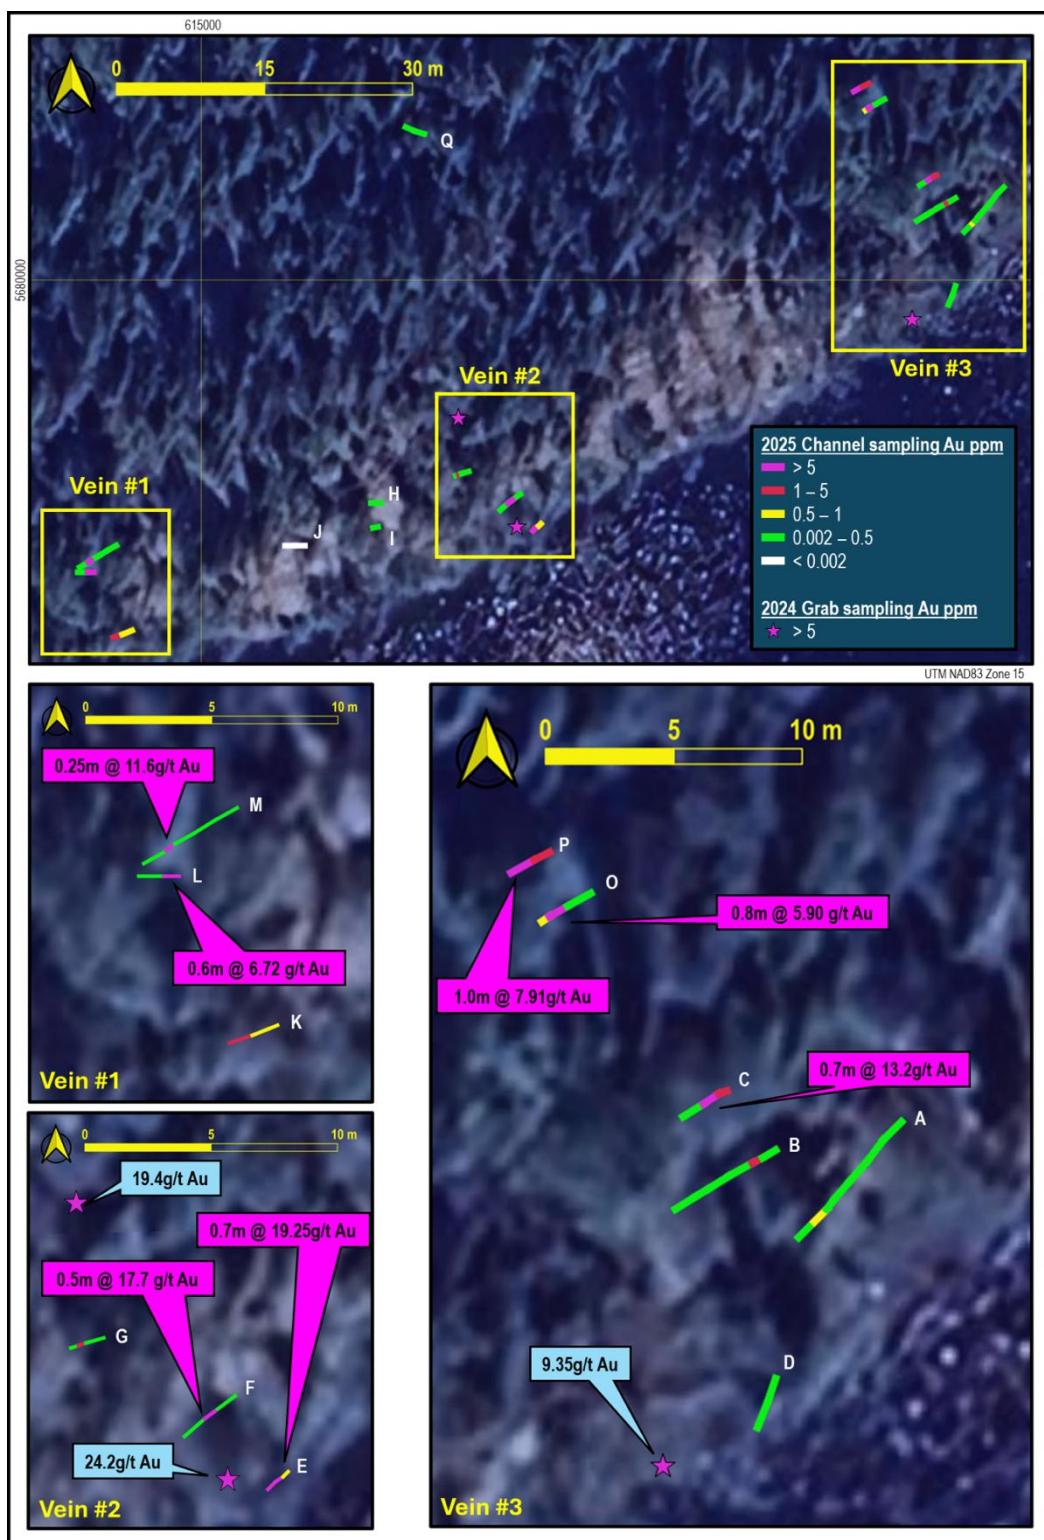 615000
5680000
0 15 30 m
Q
Vein #3
Vein #2
Vein #1
H
I
J
2025 Channel sampling Au ppm
> 5
1 – 5
0.5 – 1
0.002 – 0.5
< 0.002
2024 Grab sampling Au ppm
> 5
UTM NAD83 Zone 15
0 5 10 m
0.25m @ 11.6g/t Au
M
L
0.6m @ 6.72 g/t Au
K
Vein #1
0 5 10 m
19.4g/t Au
0.7m @ 19.25g/t Au
0.5m @ 17.7 g/t Au
G
F
24.2g/t Au
E
Vein #2
0 5 10 m
P
O
0.8m @ 5.90 g/t Au
1.0m @ 7.91g/t Au
0.7m @ 13.2g/t Au
C
A
B
D
9.35g/t Au
Vein #3